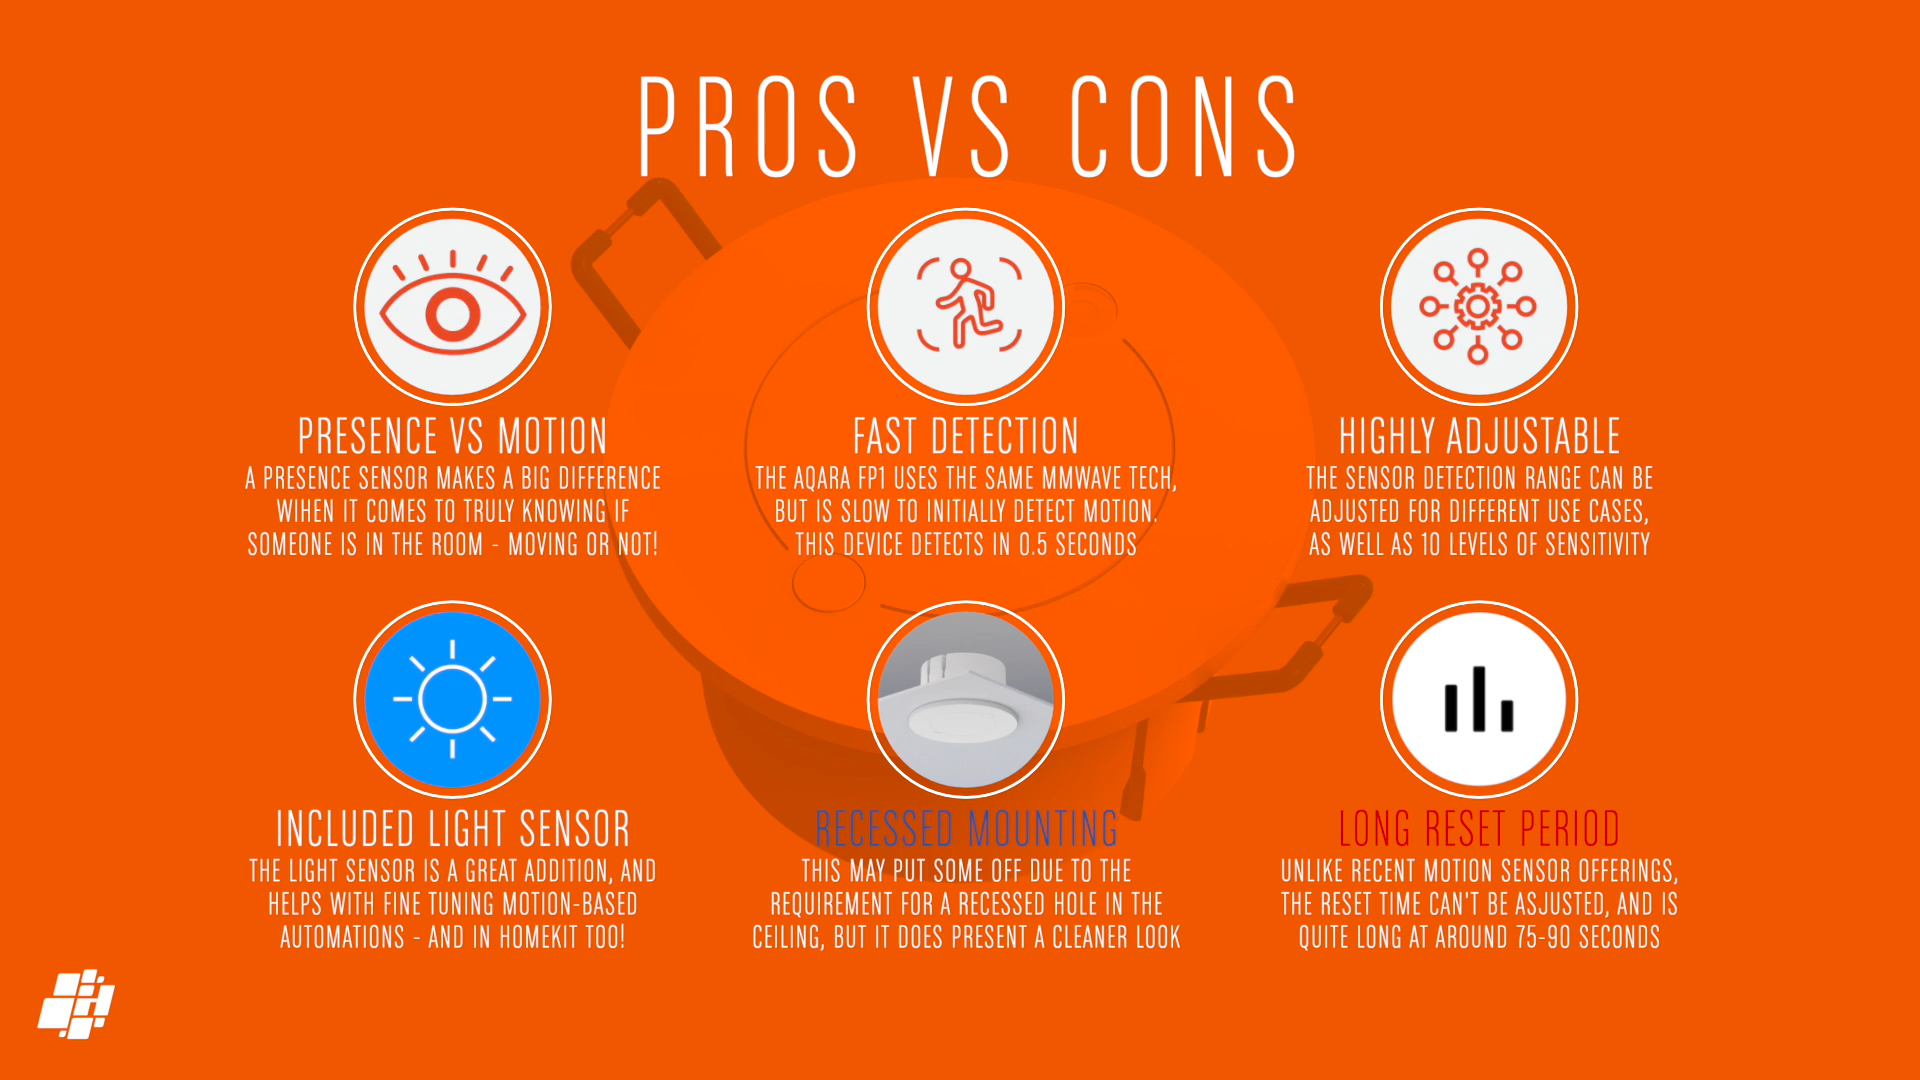 PROS VS CONS
PRESENCE VS MOTION
A PRESENCE SENSOR MAKES A BIG DIFFERENCE
WHEN IT COMES TO TRULY KNOWING IF
SOMEONE IS IN THE ROOM - MOVING OR NOT!
FAST DETECTION
THE AQARA FP1 USES THE SAME MMWAVE TECH,
BUT IS SLOW TO INITIALLY DETECT MOTION.
THIS DEVICE DETECTS IN 0.5 SECONDS
HIGHLY ADJUSTABLE
THE SENSOR DETECTION RANGE CAN BE
ADJUSTED FOR DIFFERENT USE CASES,
AS WELL AS 10 LEVELS OF SENSITIVITY
INCLUDED LIGHT SENSOR
THE LIGHT SENSOR IS A GREAT ADDITION, AND
HELPS WITH FINE TUNING MOTION-BASED
AUTOMATIONS - AND IN HOMEKIT TOO!
RECESSED MOUNTING
THIS MAY PUT SOME OFF DUE TO THE
REQUIREMENT FOR A RECESSED HOLE IN THE
CEILING, BUT IT DOES PRESENT A CLEANER LOOK
LONG RESET PERIOD
UNLIKE RECENT MOTION SENSOR OFFERINGS,
THE RESET TIME CAN'T BE ASJUSTED, AND IS
QUITE LONG AT AROUND 75-90 SECONDS